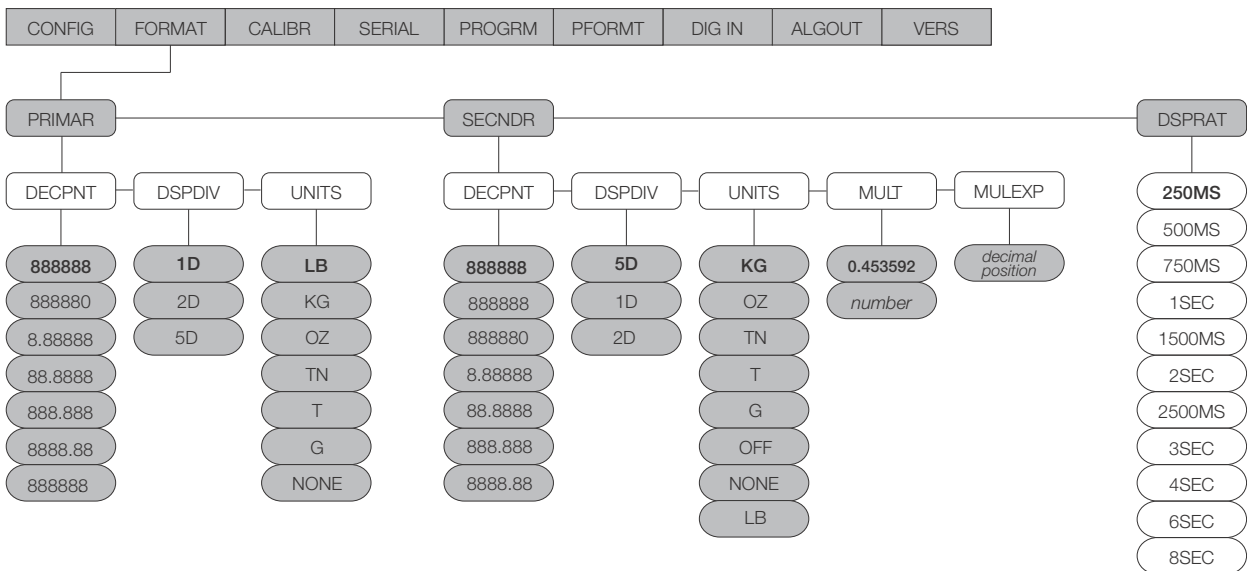 CONFIG FORMAT CALIBR SERIAL PROGRM PFORMT DIG IN ALGOUT VERS
PRIMAR SECNDR DSPRAT
DECPNT DSPDIV UNITS DECPNT DSPDIV UNITS MULT MULEXP 250MS
500MS
888888 1D LB 888888 5D KG 0.453592 decimal position 750MS
888880 2D KG 888888 1D OZ number 1SEC
8.88888 5D OZ 888880 2D TN 1500MS
88.8888 TN 8.88888 T 2SEC
888.888 T 88.8888 G 2500MS
8888.88 G 888.888 OFF 3SEC
888888 NONE 8888.88 NONE 4SEC
LB 6SEC
8SEC